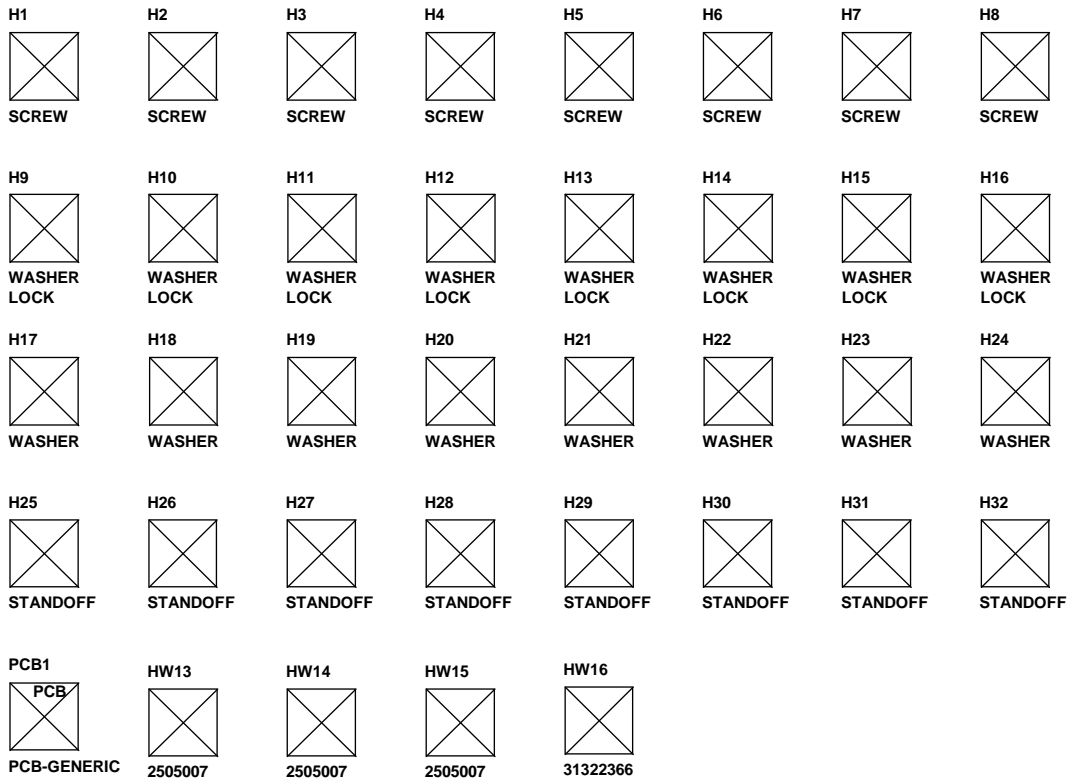 H1 H2 H3 H4 H5 H6 H7 H8
SCREW SCREW SCREW SCREW SCREW SCREW SCREW SCREW
H9 H10 H11 H12 H13 H14 H15 H16
WASHER WASHER WASHER WASHER WASHER WASHER WASHER WASHER
LOCK LOCK LOCK LOCK LOCK LOCK LOCK LOCK
H17 H18 H19 H20 H21 H22 H23 H24
WASHER WASHER WASHER WASHER WASHER WASHER WASHER WASHER
H25 H26 H27 H28 H29 H30 H31 H32
STANDOFF STANDOFF STANDOFF STANDOFF STANDOFF STANDOFF STANDOFF STANDOFF
PCB1 HW13 HW14 HW15 HW16
PCB
PCB-GENERIC 2505007 2505007 2505007 31322366